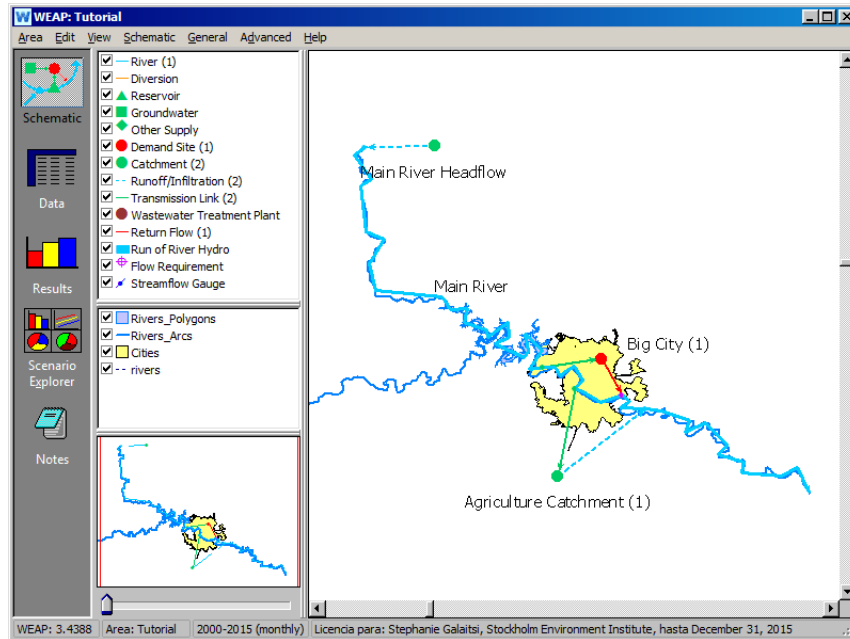 WEAP: Tutorial
Area Edit View Schematic General Advanced Help
Schematic
Data
Results
Scenario
Explorer
Notes
River (1)
Diversion
Reservoir
Groundwater
Other Supply
Demand Site (1)
Catchment (2)
Runoff/Infiltration (2)
Transmission Link (2)
Wastewater Treatment Plant
Return Flow (1)
Run of River Hydro
Flow Requirement
Streamflow Gauge
Rivers_Polygons
Rivers_Arcs
Cities
rivers
Main River Headflow
Main River
Big City (1)
Agriculture Catchment (1)
WEAP: 3.4388 Area: Tutorial 2000-2015 (monthly) Licencia para: Stephanie Galaitsi, Stockholm Environment Institute, hasta December 31, 2015